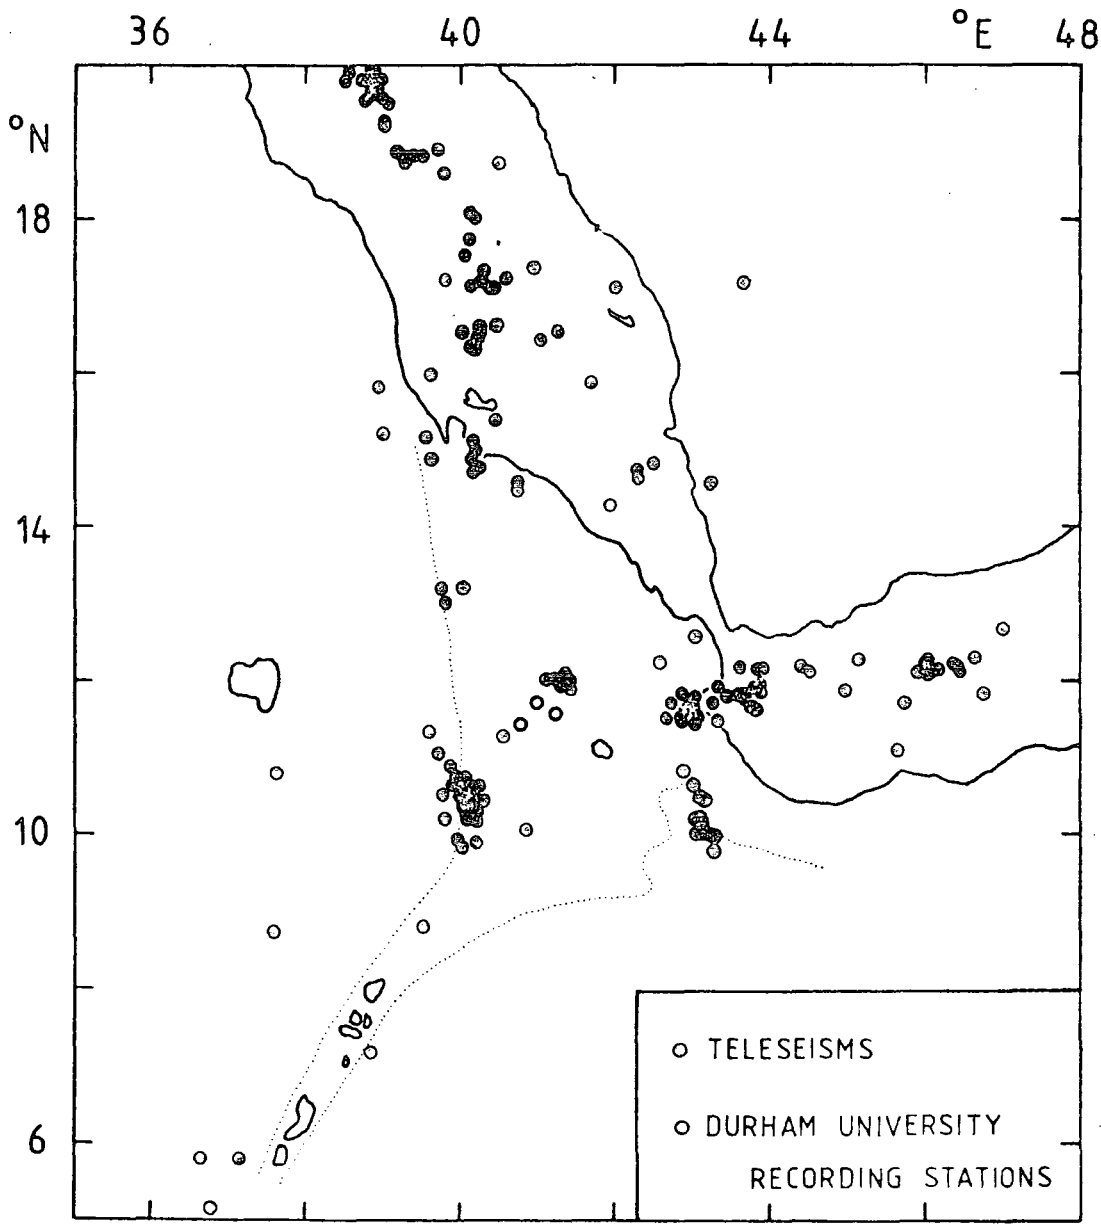 36 40 44 °E 48
°N
18
14
10
6
TELESEISMS
DURHAM UNIVERSITY
RECORDING STATIONS